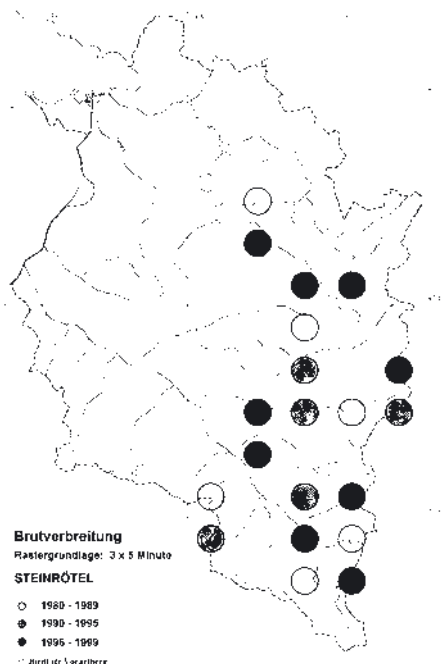 Brutverbreitung
Rastergrundlage: 3 x 5 Minute
STEINRÖTEL
1980 - 1989
1990 - 1995
1996 - 1999